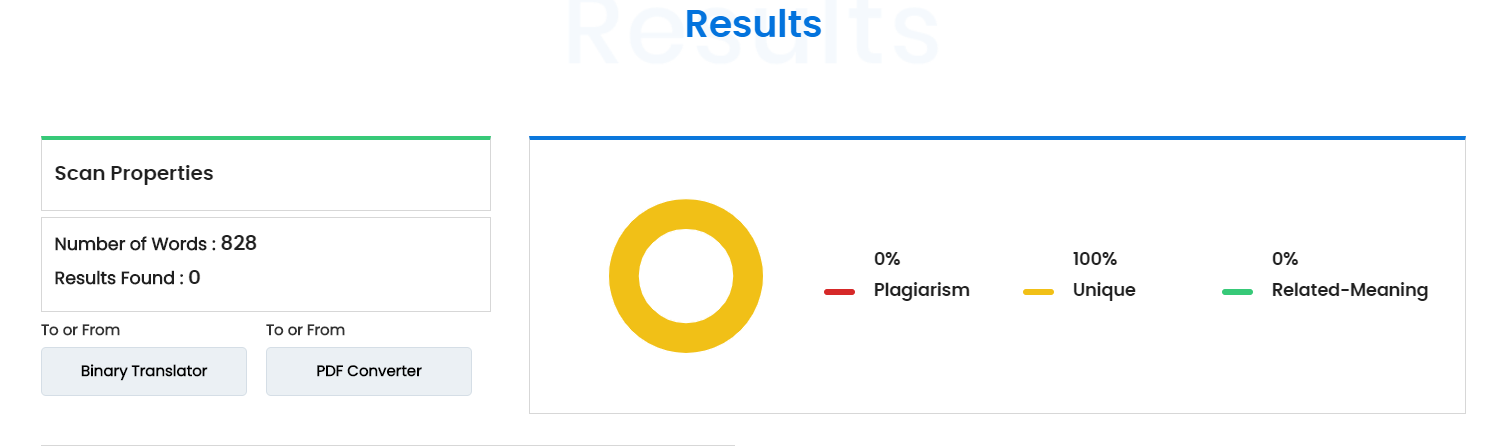 Results
Results
Scan Properties
Number of Words : 828
Results Found : 0
To or From
To or From
Binary Translator
PDF Converter
0%
Plagiarism
100%
Unique
0%
Related-Meaning